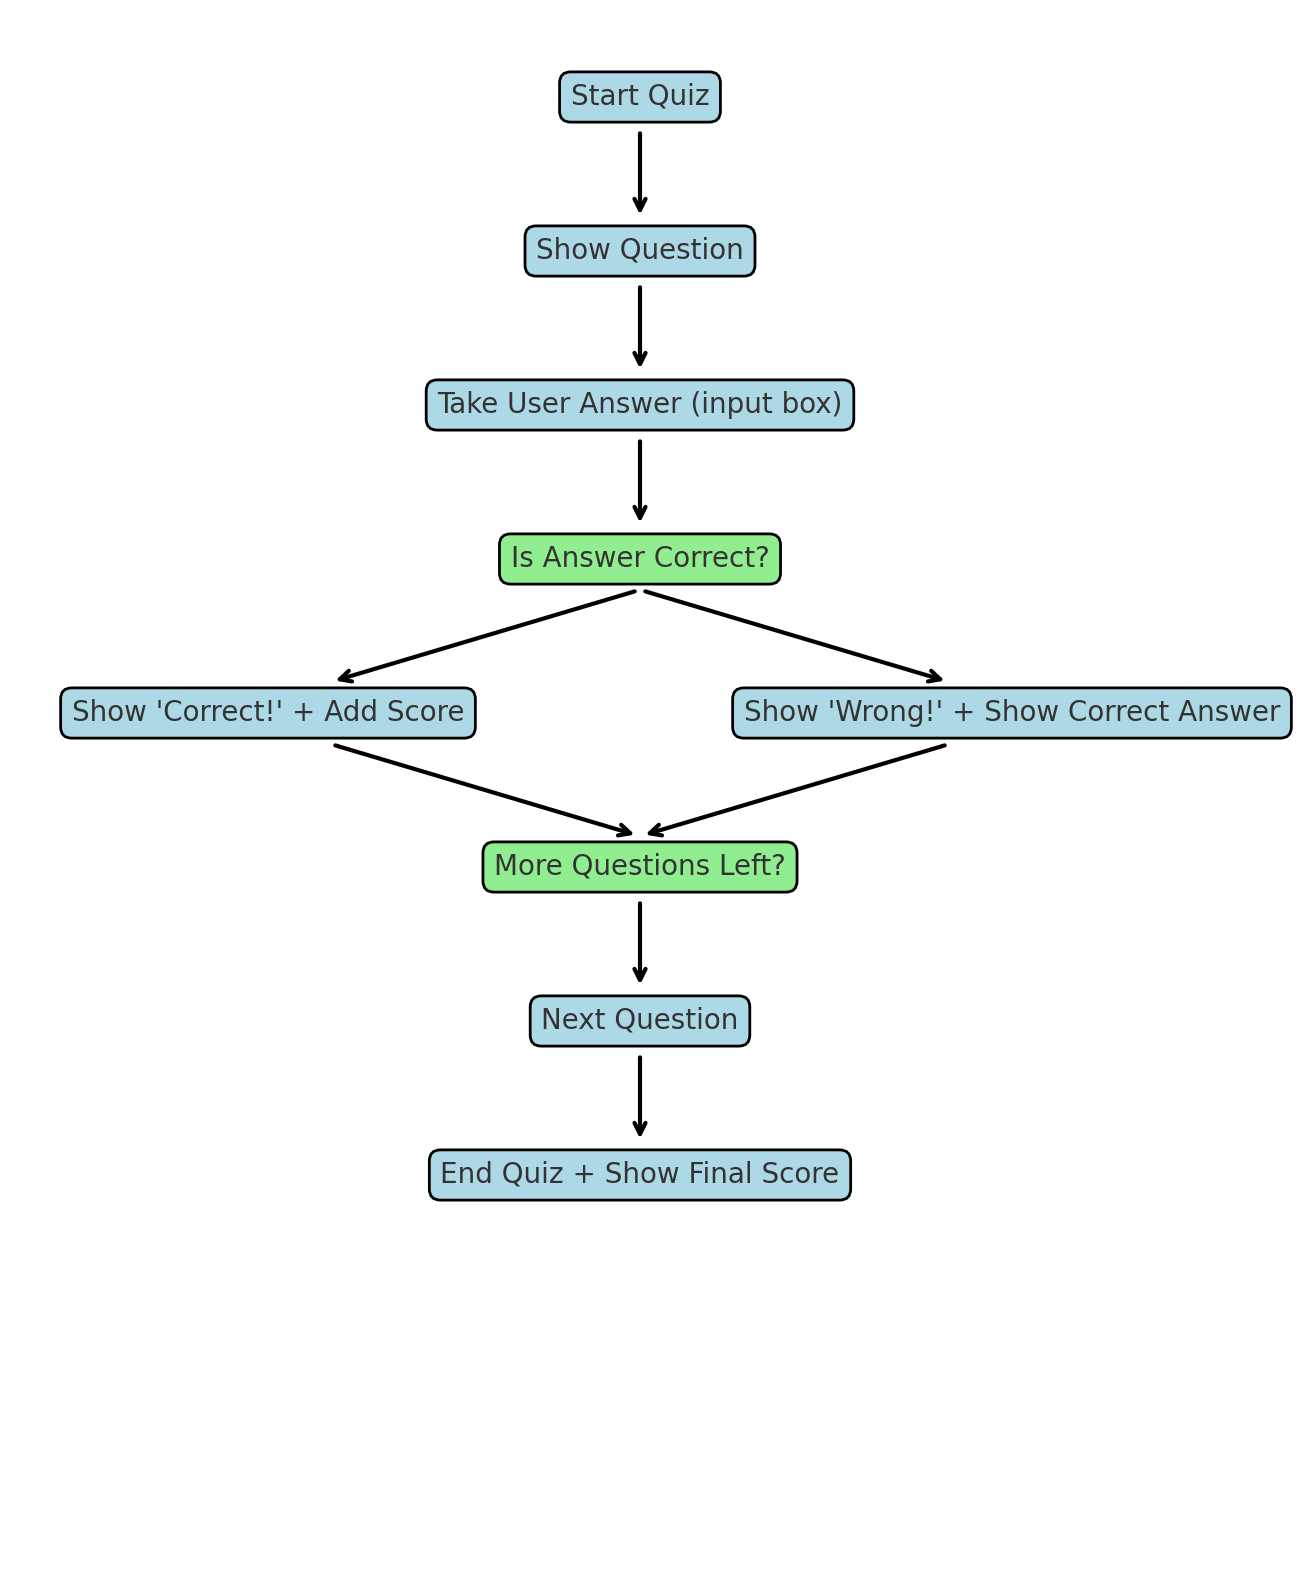 Start Quiz
Show Question
Take User Answer (input box)
Is Answer Correct?
Show 'Correct!' + Add Score
Show 'Wrong!' + Show Correct Answer
More Questions Left?
Next Question
End Quiz + Show Final Score